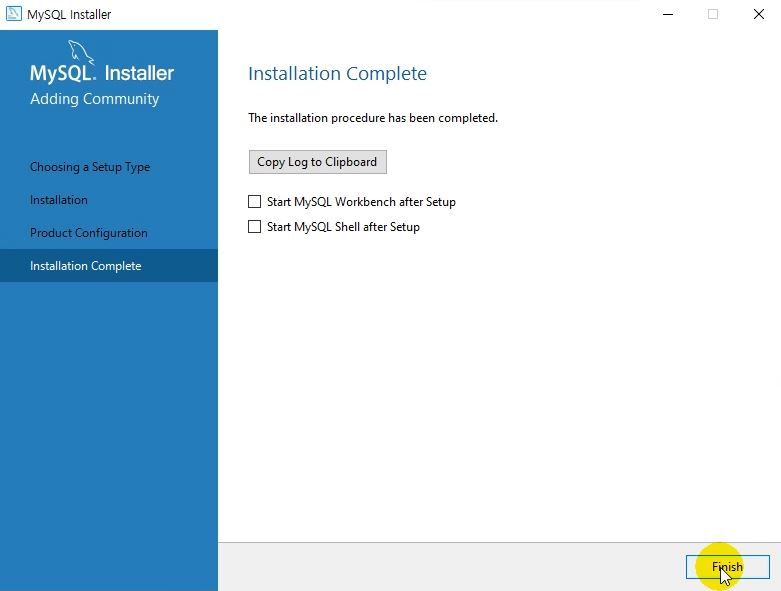 MySQL Installer
MySQL. Installer
Adding Community
Choosing a Setup Type
Installation
Product Configuration
Installation Complete
Installation Complete
The installation procedure has been completed.
Copy Log to Clipboard
Start MySQL Workbench after Setup
Start MySQL Shell after Setup
Finish